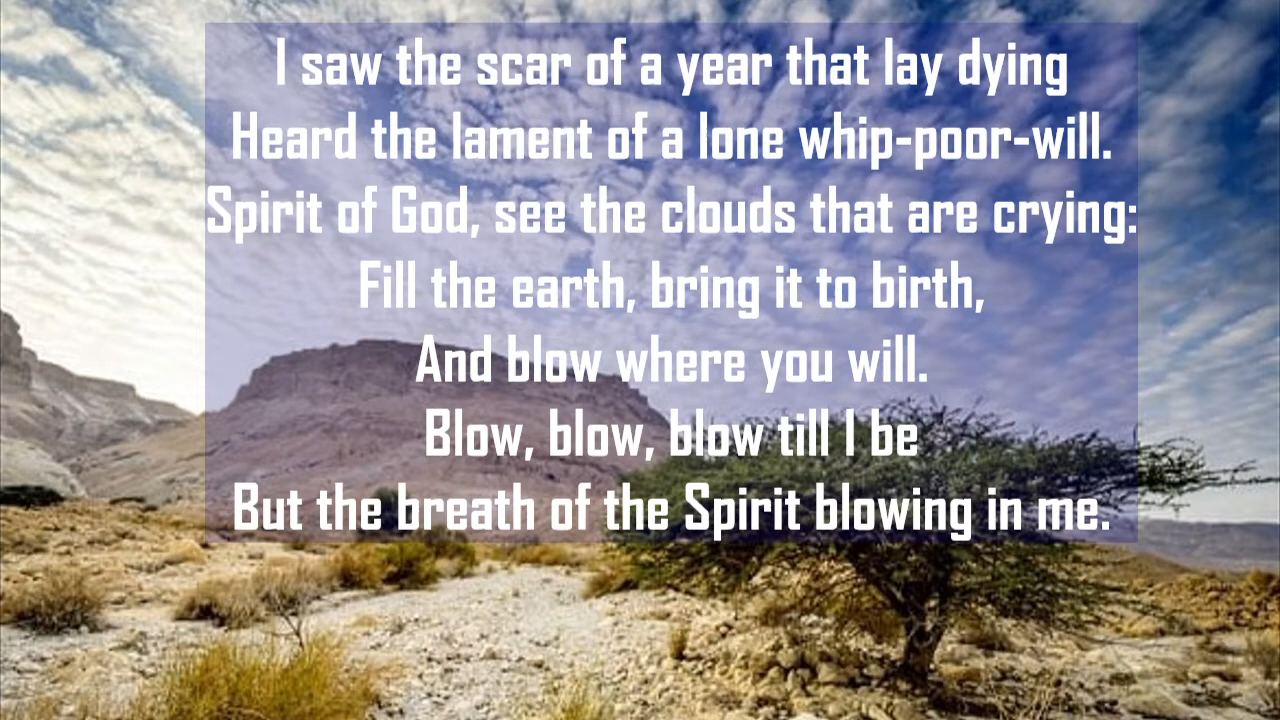 I saw the scar of a year that lay dying
Heard the lament of a lone whip-poor-will.
Spirit of God, see the clouds that are crying:
Fill the earth, bring it to birth,
And blow where you will.
Blow, blow, blow till I be
But the breath of the Spirit blowing in me.